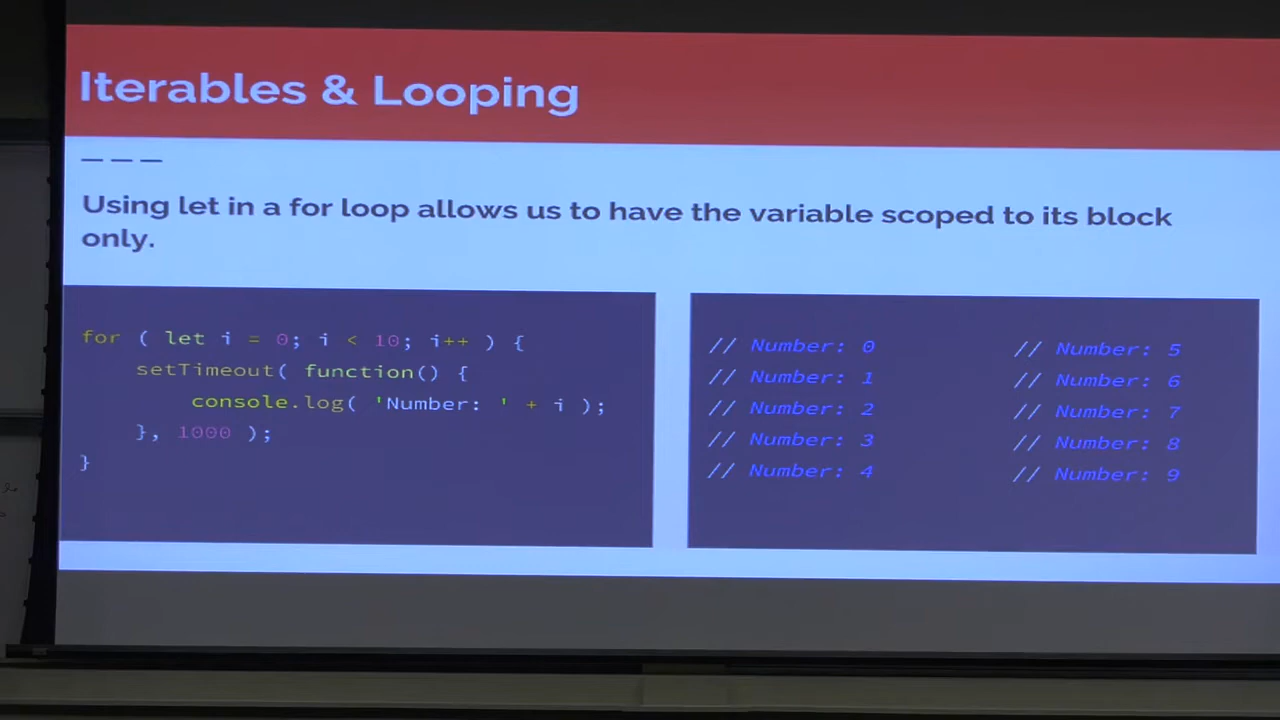 Iterables & Looping
Using let in a for loop allows us to have the variable scoped to its block
only.
for ( let i = 0; i < 10; i++ ) {
    setTimeout( function() {
        console.log( 'Number: ' + i );
    }, 1000 );
}
// Number: 0
// Number: 1
// Number: 2
// Number: 3
// Number: 4
// Number: 5
// Number: 6
// Number: 7
// Number: 8
// Number: 9